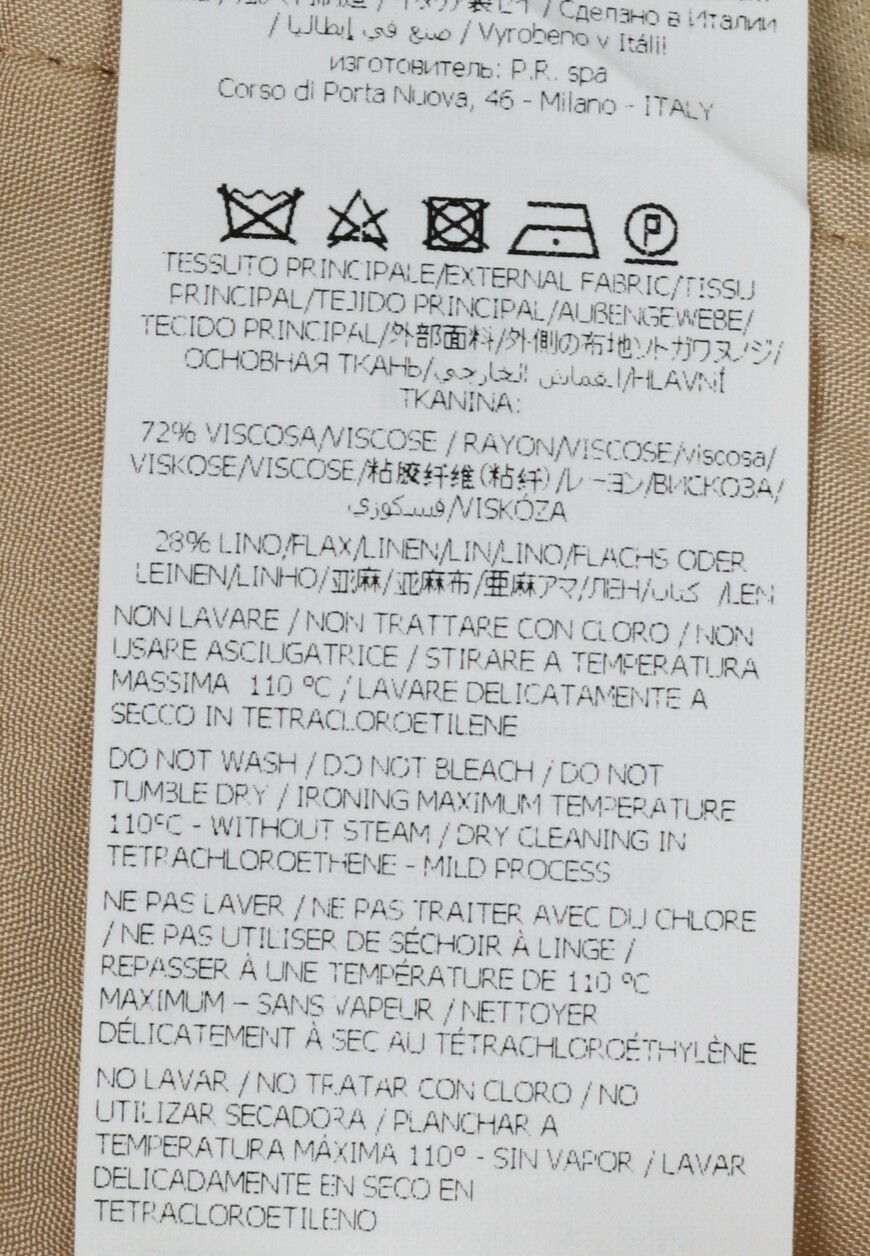 イタリア製 / Сделано в Италии
/ صنع في إيطاليا / Vyrobeno v Itálii
изготовитель: P.R. spa
Corso di Porta Nuova, 46 - Milano - ITALY
P
TESSUTO PRINCIPALE/EXTERNAL FABRIC/TISSU
PRINCIPAL/TEJIDO PRINCIPAL/AUßENGEWEBE/
TECIDO PRINCIPAL/外部面料/外側の布地ソトガワヌノジ/
ОСНОВНАЯ ТКАНЬ/القماش الخارجي/HLAVNÍ
TKANINA:
72% VISCOSA/VISCOSE / RAYON/VISCOSE/viscosa/
VISKOSE/VISCOSE/粘胶纤维(粘纤)/レーヨン/ВИСКОЗА/
فسكوزي/VISKÓZA
28% LINO/FLAX/LINEN/LIN/LINO/FLACHS ODER
LEINEN/LINHO/亚麻/亚麻布/亜麻アマ/ЛЕН/كتان /LEN
NON LAVARE / NON TRATTARE CON CLORO / NON
USARE ASCIUGATRICE / STIRARE A TEMPERATURA
MASSIMA 110 °C / LAVARE DELICATAMENTE A
SECCO IN TETRACLOROETILENE
DO NOT WASH / DO NOT BLEACH / DO NOT
TUMBLE DRY / IRONING MAXIMUM TEMPERATURE
110°C - WITHOUT STEAM / DRY CLEANING IN
TETRACHLOROETHENE - MILD PROCESS
NE PAS LAVER / NE PAS TRAITER AVEC DU CHLORE
/ NE PAS UTILISER DE SÉCHOIR À LINGE /
REPASSER À UNE TEMPÉRATURE DE 110 °C
MAXIMUM – SANS VAPEUR / NETTOYER
DÉLICATEMENT À SEC AU TÉTRACHLOROÉTHYLÈNE
NO LAVAR / NO TRATAR CON CLORO / NO
UTILIZAR SECADORA / PLANCHAR A
TEMPERATURA MÁXIMA 110° - SIN VAPOR / LAVAR
DELICADAMENTE EN SECO EN
TETRACLOROETILENO